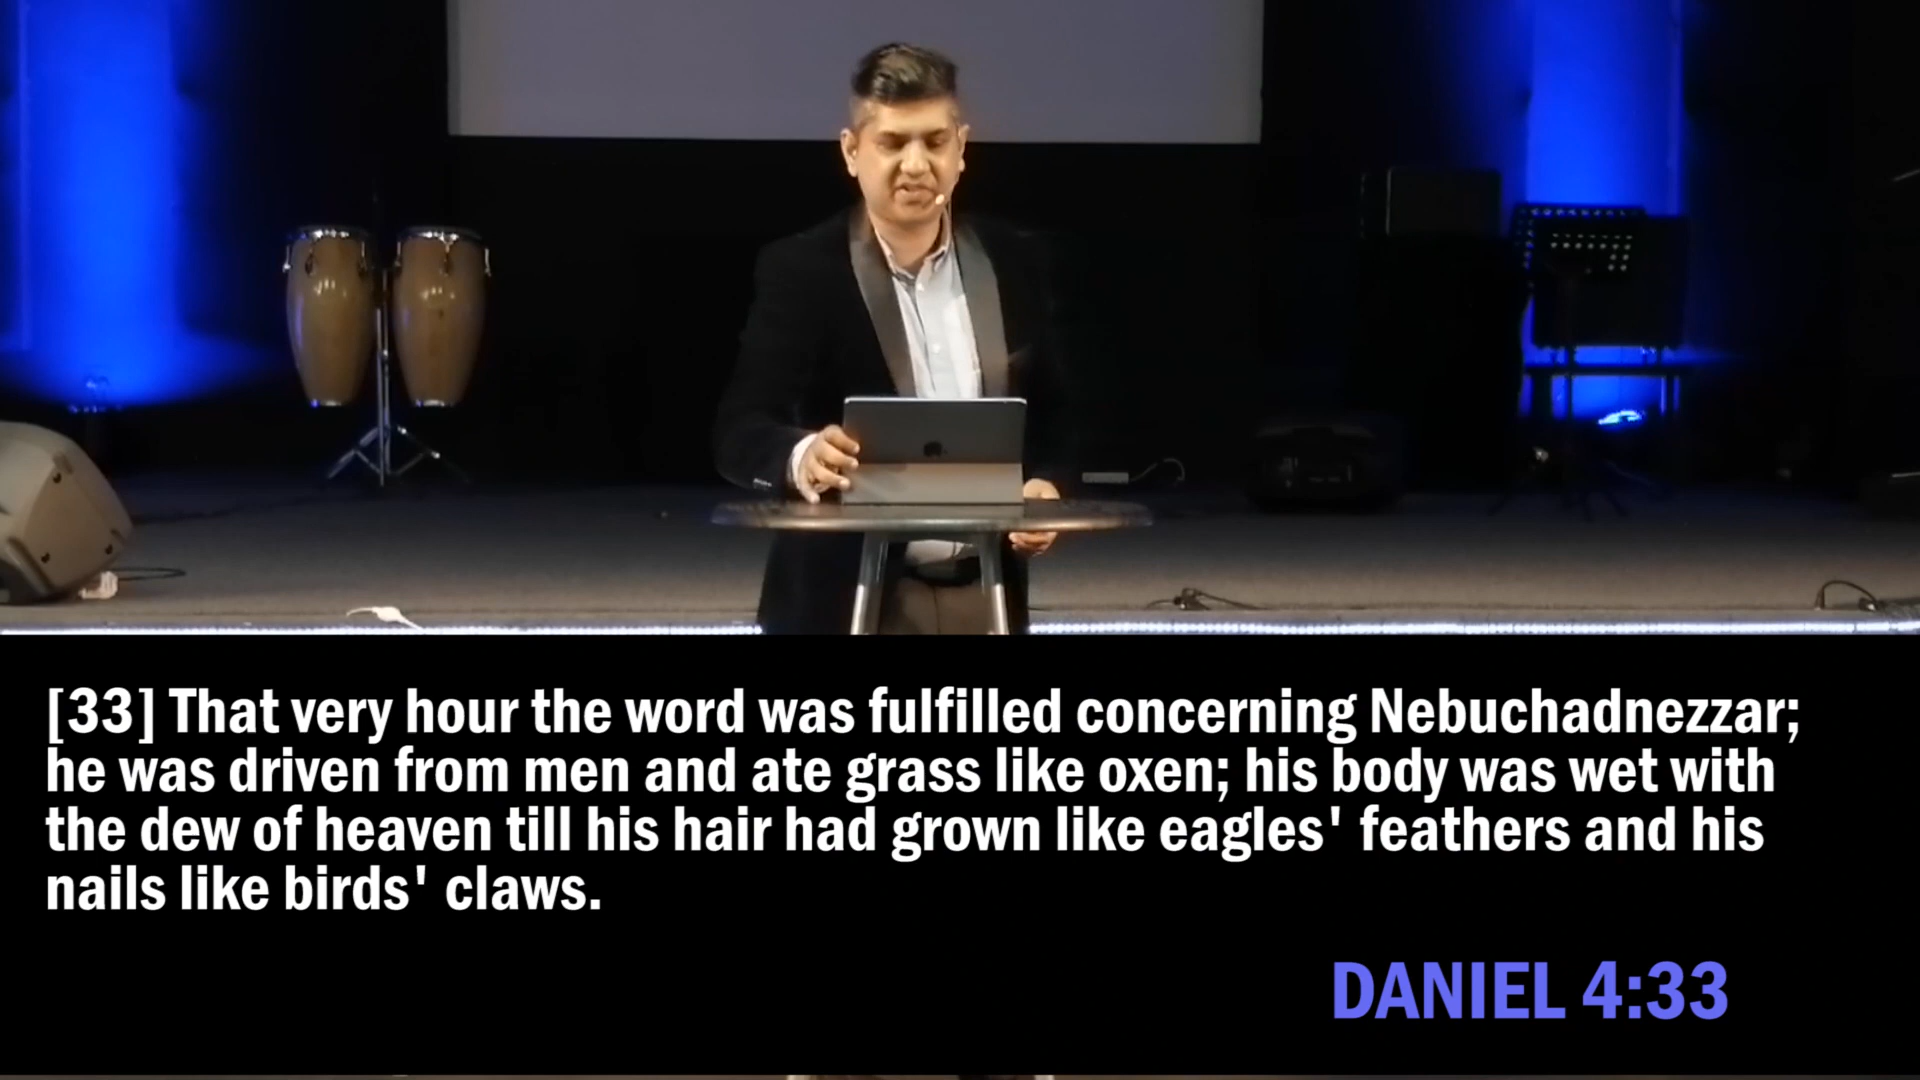 [33] That very hour the word was fulfilled concerning Nebuchadnezzar;
he was driven from men and ate grass like oxen; his body was wet with
the dew of heaven till his hair had grown like eagles' feathers and his
nails like birds' claws.
DANIEL 4:33